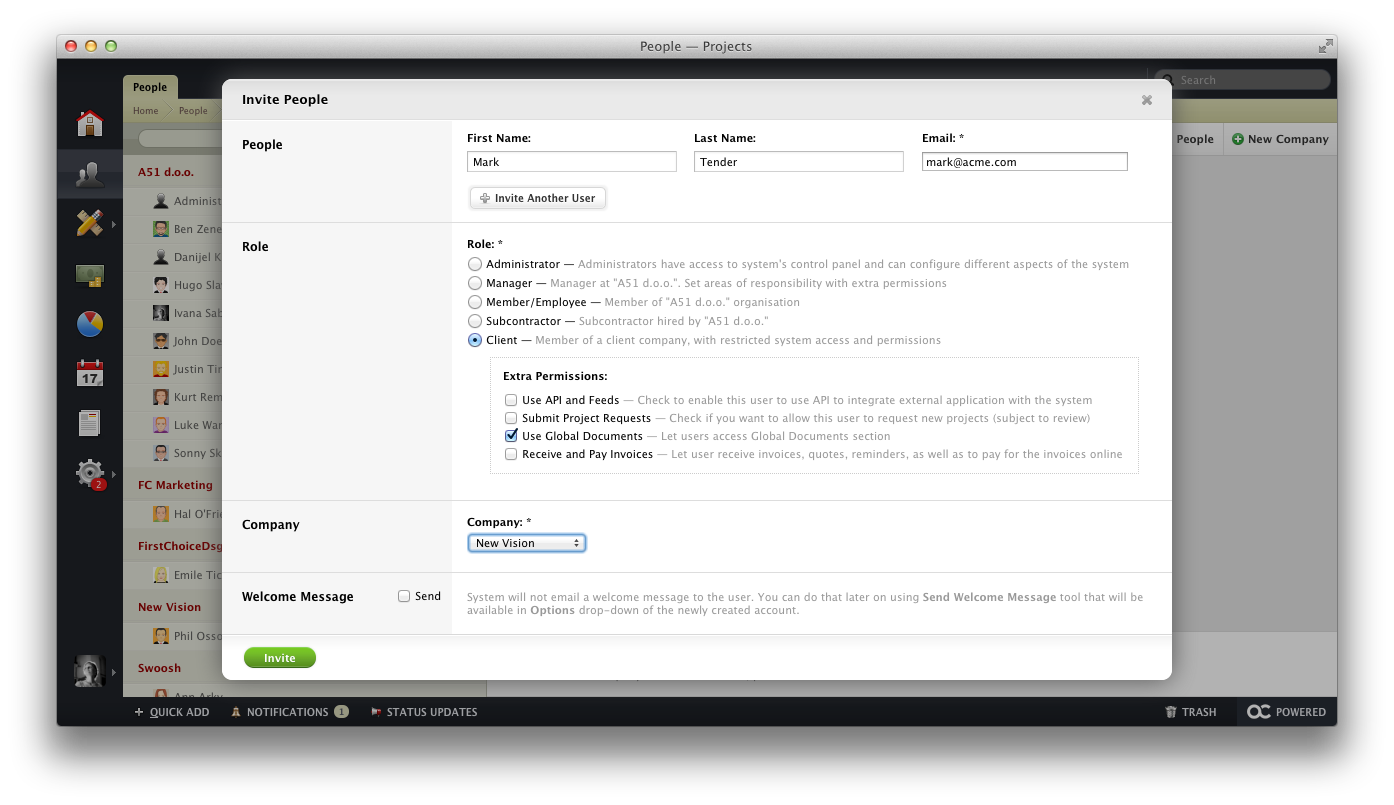 People — Projects
Search
People
Home People
People
New Company
Invite People
People
First Name:
Last Name:
Email: *
Mark
Tender
mark@acme.com
Invite Another User
Role
Role: *
Administrator — Administrators have access to system's control panel and can configure different aspects of the system
Manager — Manager at "A51 d.o.o.". Set areas of responsibility with extra permissions
Member/Employee — Member of "A51 d.o.o." organisation
Subcontractor — Subcontractor hired by "A51 d.o.o."
Client — Member of a client company, with restricted system access and permissions
Extra Permissions:
Use API and Feeds — Check to enable this user to use API to integrate external application with the system
Submit Project Requests — Check if you want to allow this user to request new projects (subject to review)
Use Global Documents — Let users access Global Documents section
Receive and Pay Invoices — Let user receive invoices, quotes, reminders, as well as to pay for the invoices online
Company
Company: *
New Vision
Welcome Message
Send
System will not email a welcome message to the user. You can do that later on using Send Welcome Message tool that will be
available in Options drop-down of the newly created account.
Invite
A51 d.o.o.
Administ
Ben Zene
Danijel K
Hugo Sla
Ivana Sab
John Doe
Justin Tin
Kurt Rem
Luke War
Sonny Sk
FC Marketing
Hal O'Frie
FirstChoiceDsg
Emile Tic
New Vision
Phil Osso
Swoosh
Ann Arky
17
2
+ QUICK ADD
NOTIFICATIONS 1
STATUS UPDATES
TRASH
POWERED